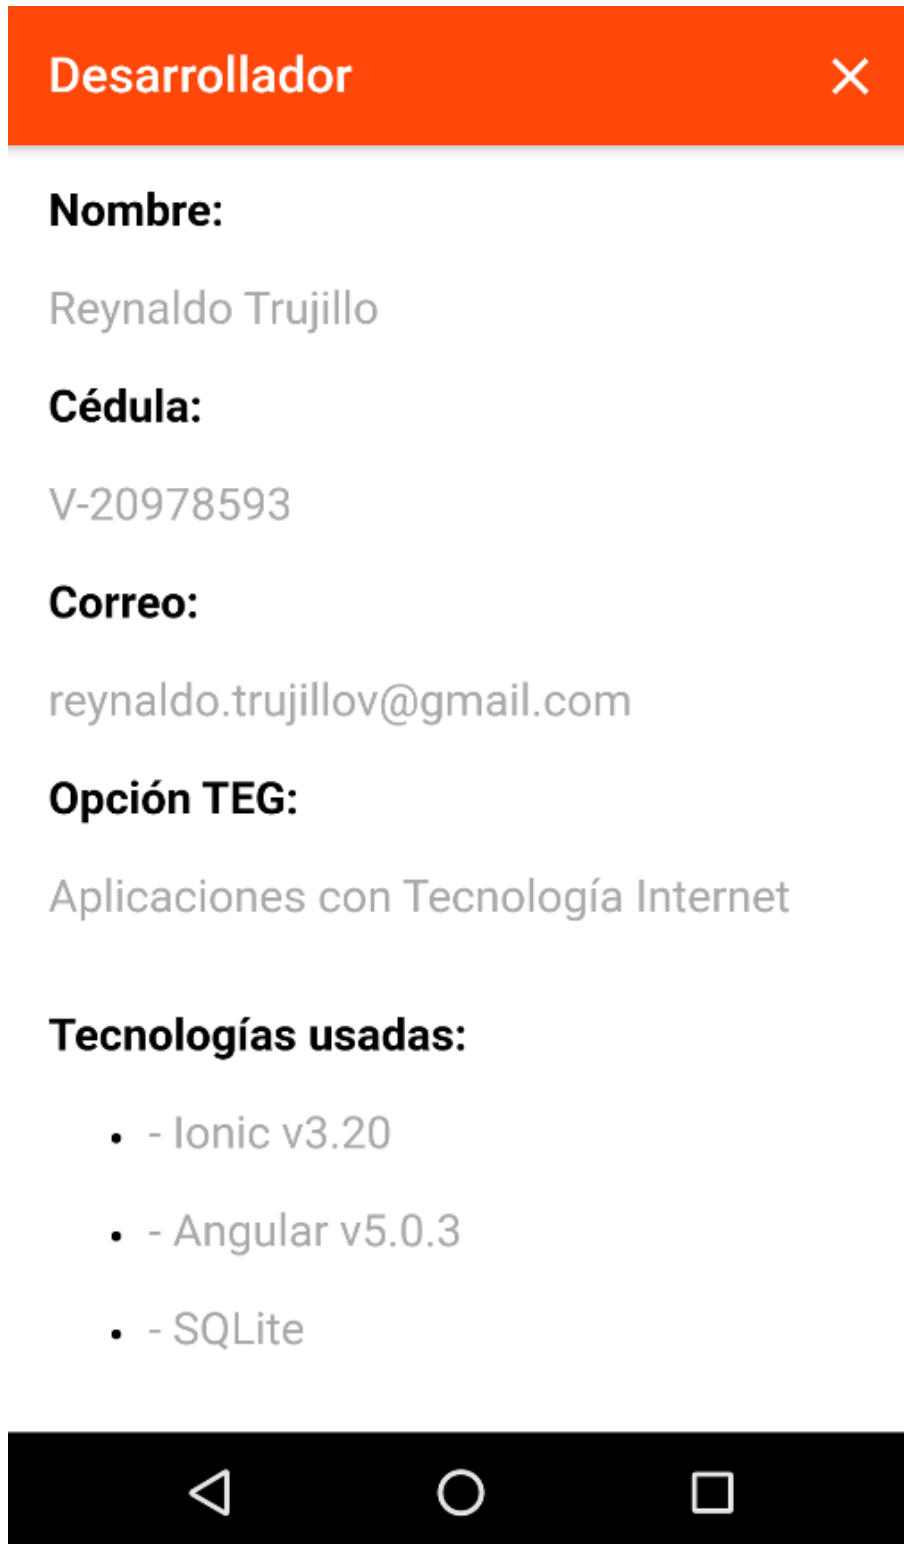 Desarrollador
Nombre:
Reynaldo Trujillo
Cédula:
V-20978593
Correo:
reynaldo.trujillov@gmail.com
Opción TEG:
Aplicaciones con Tecnología Internet
Tecnologías usadas:
- Ionic v3.20
- Angular v5.0.3
- SQLite